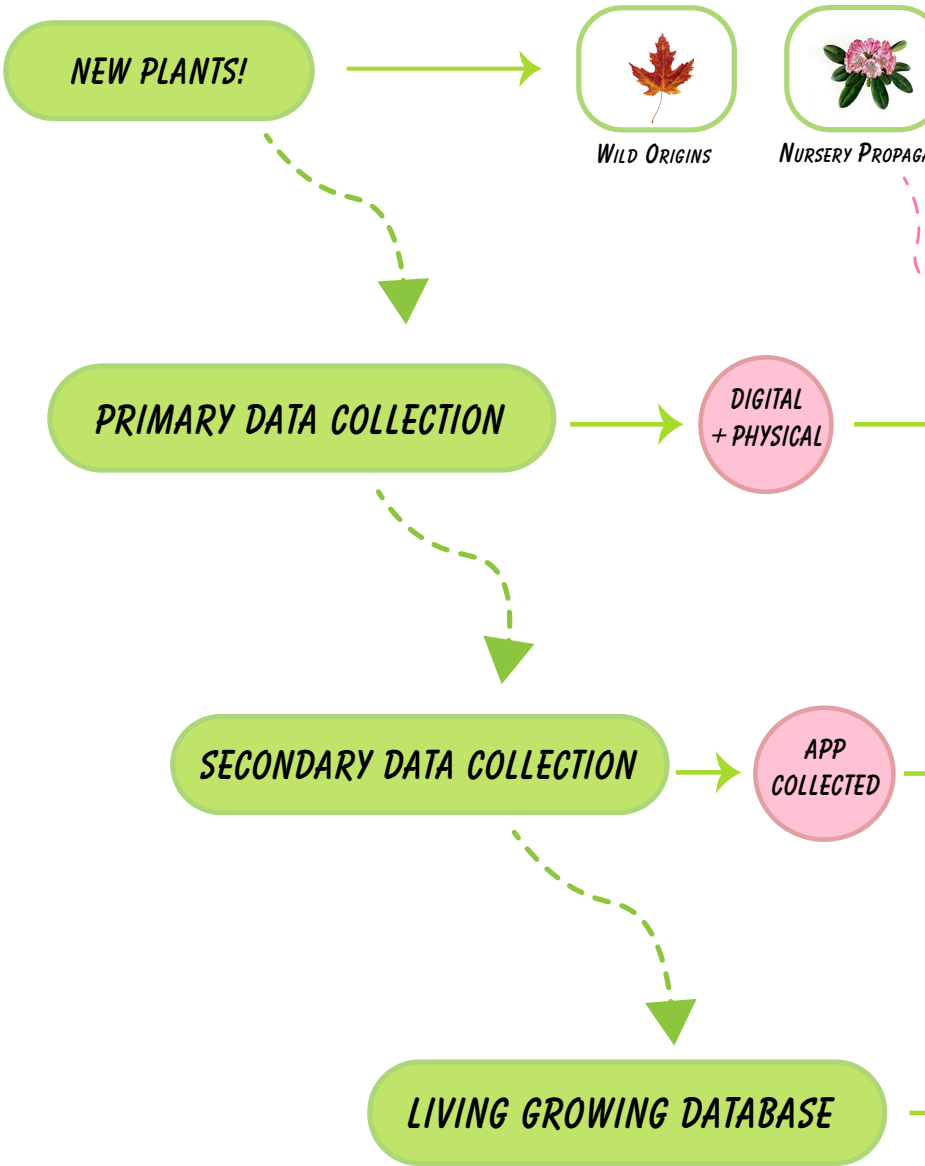 NEW PLANTS!
WILD ORIGINS
NURSERY PROPAGA
PRIMARY DATA COLLECTION
DIGITAL
+ PHYSICAL
SECONDARY DATA COLLECTION
APP
COLLECTED
LIVING GROWING DATABASE